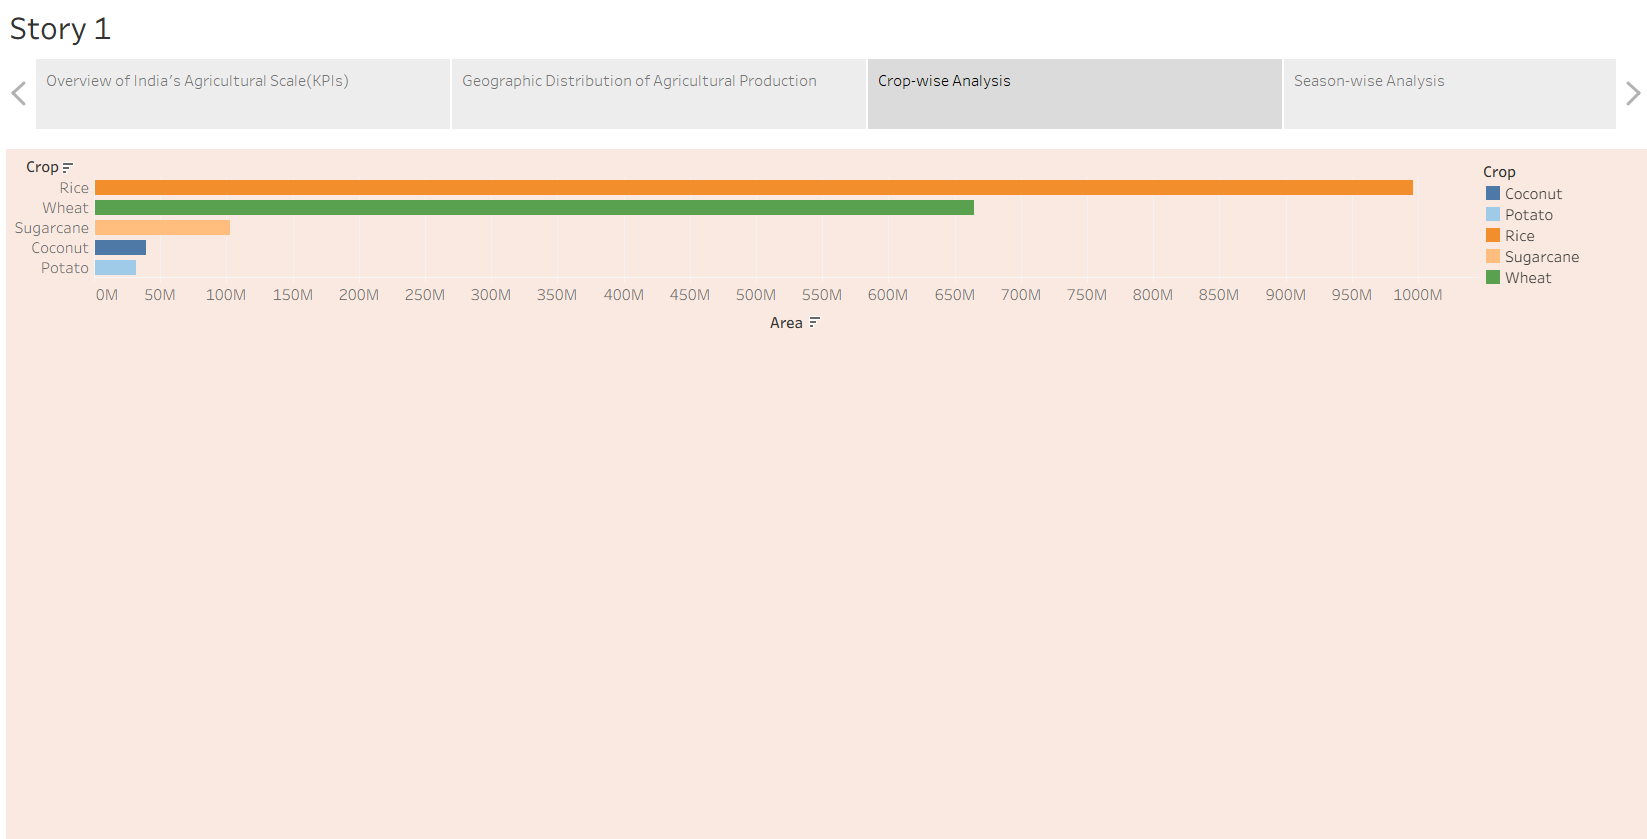 Story 1
Overview of India's Agricultural Scale(KPIs)
Geographic Distribution of Agricultural Production
Crop-wise Analysis
Season-wise Analysis
Crop
Rice
Wheat
Sugarcane
Coconut
Potato
0M 50M 100M 150M 200M 250M 300M 350M 400M 450M 500M 550M 600M 650M 700M 750M 800M 850M 900M 950M 1000M
Area
Crop
Coconut
Potato
Rice
Sugarcane
Wheat